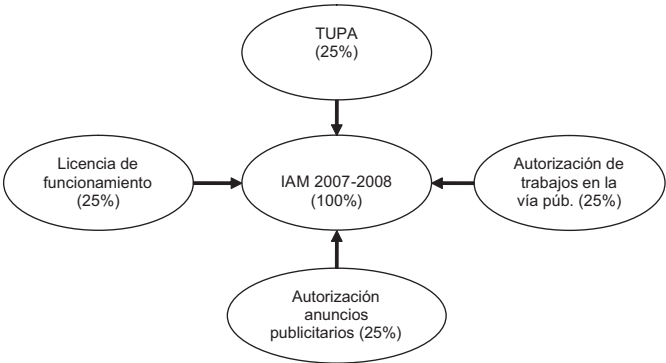 TUPA
(25%)
Licencia de
funcionamiento
(25%)
IAM 2007-2008
(100%)
Autorización de
trabajos en la
vía púb. (25%)
Autorización
anuncios
publicitarios (25%)